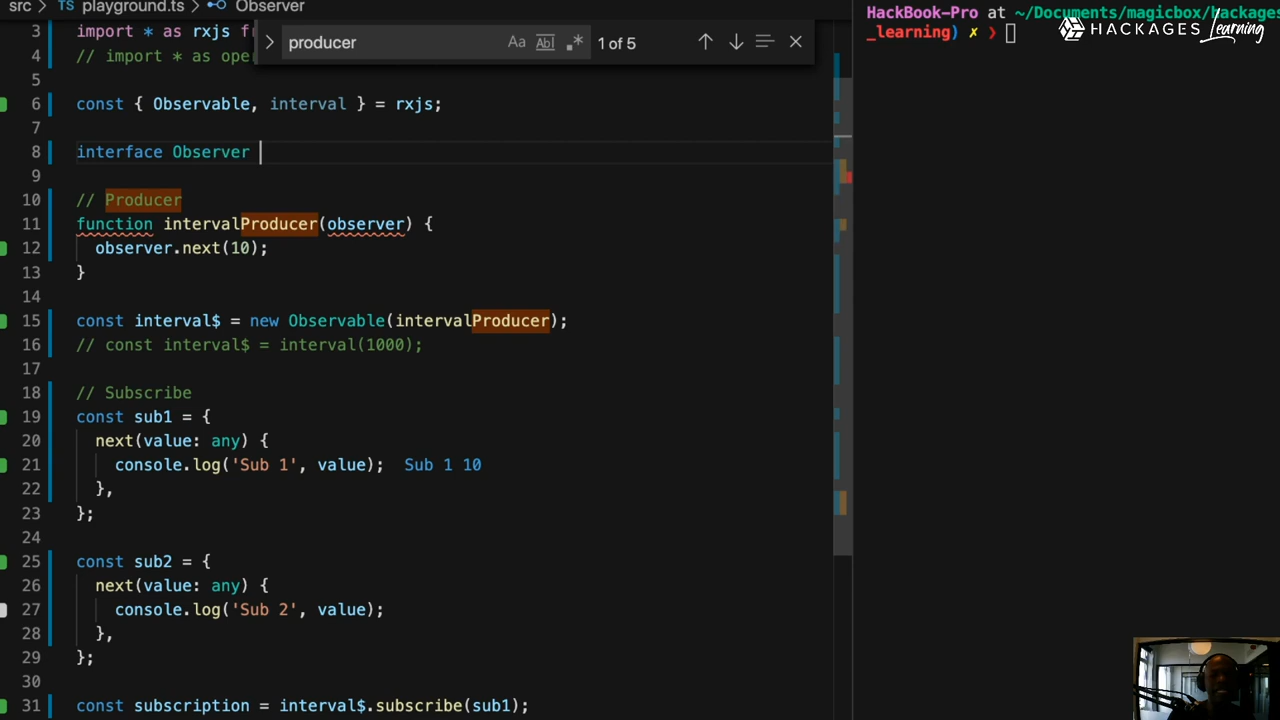 src > TS playground.ts > Observer
3 import * as rxjs f
4 // import * as ope
producer Aa Abl .* 1 of 5
5
6 const { Observable, interval } = rxjs;
7
8 interface Observer
9
10 // Producer
11 function intervalProducer(observer) {
12 observer.next(10);
13 }
14
15 const interval$ = new Observable(intervalProducer);
16 // const interval$ = interval(1000);
17
18 // Subscribe
19 const sub1 = {
20 next(value: any) {
21 console.log('Sub 1', value); Sub 1 10
22 },
23 };
24
25 const sub2 = {
26 next(value: any) {
27 console.log('Sub 2', value);
28 },
29 };
30
31 const subscription = interval$.subscribe(sub1);
HackBook-Pro at ~/Documents/magicbox/hackages
_learning) ✗ ❯
HACKAGES Learning